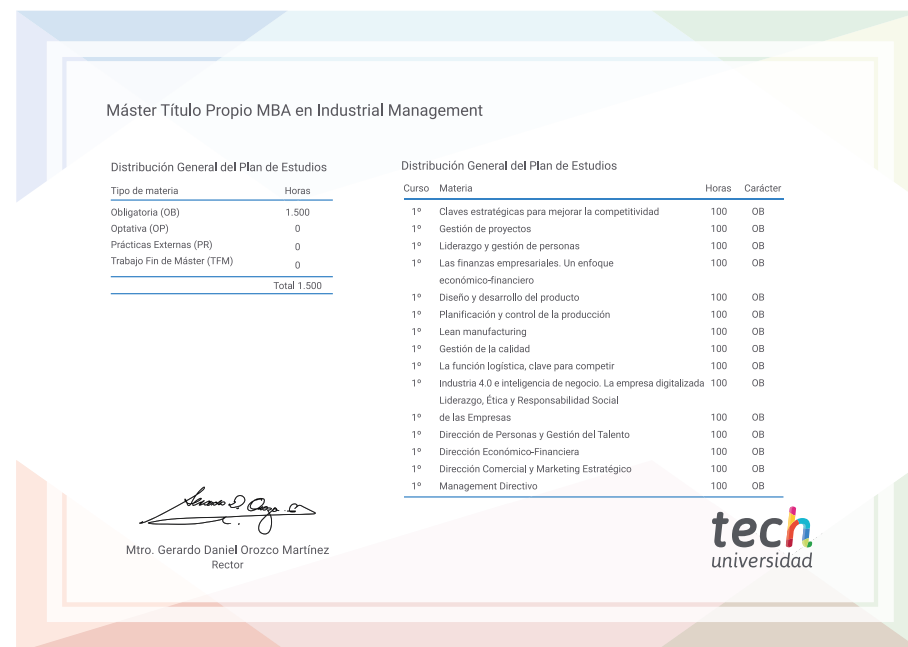 Máster Título Propio MBA en Industrial Management
Distribución General del Plan de Estudios
Tipo de materia Horas
Obligatoria (OB) 1.500
Optativa (OP) 0
Prácticas Externas (PR) 0
Trabajo Fin de Máster (TFM) 0
Total 1.500
Distribución General del Plan de Estudios
Curso Materia Horas Carácter
1º Claves estratégicas para mejorar la competitividad 100 OB
1º Gestión de proyectos 100 OB
1º Liderazgo y gestión de personas 100 OB
1º Las finanzas empresariales. Un enfoque 100 OB
económico-financiero
1º Diseño y desarrollo del producto 100 OB
1º Planificación y control de la producción 100 OB
1º Lean manufacturing 100 OB
1º Gestión de la calidad 100 OB
1º La función logística, clave para competir 100 OB
1º Industria 4.0 e inteligencia de negocio. La empresa digitalizada 100 OB
Liderazgo, Ética y Responsabilidad Social
1º de las Empresas 100 OB
1º Dirección de Personas y Gestión del Talento 100 OB
1º Dirección Económico-Financiera 100 OB
1º Dirección Comercial y Marketing Estratégico 100 OB
1º Management Directivo 100 OB
Mtro. Gerardo Daniel Orozco Martínez
Rector
tech
universidad